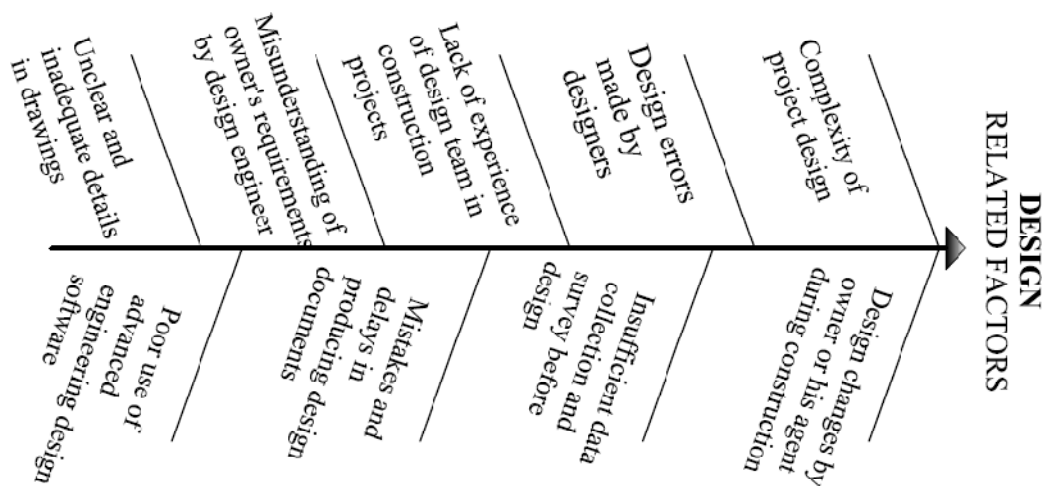 DESIGN
RELATED FACTORS
Complexity of
project design
Design errors
made by
designers
Lack of experience
of design team in
construction
projects
Misunderstanding of
owner's requirements
by design engineer
Unclear and
inadequate details
in drawings
Design changes by
owner or his agent
during construction
Insufficient data
collection and
survey before
design
Mistakes and
delays in
producing design
documents
Poor use of
advanced
engineering design
software